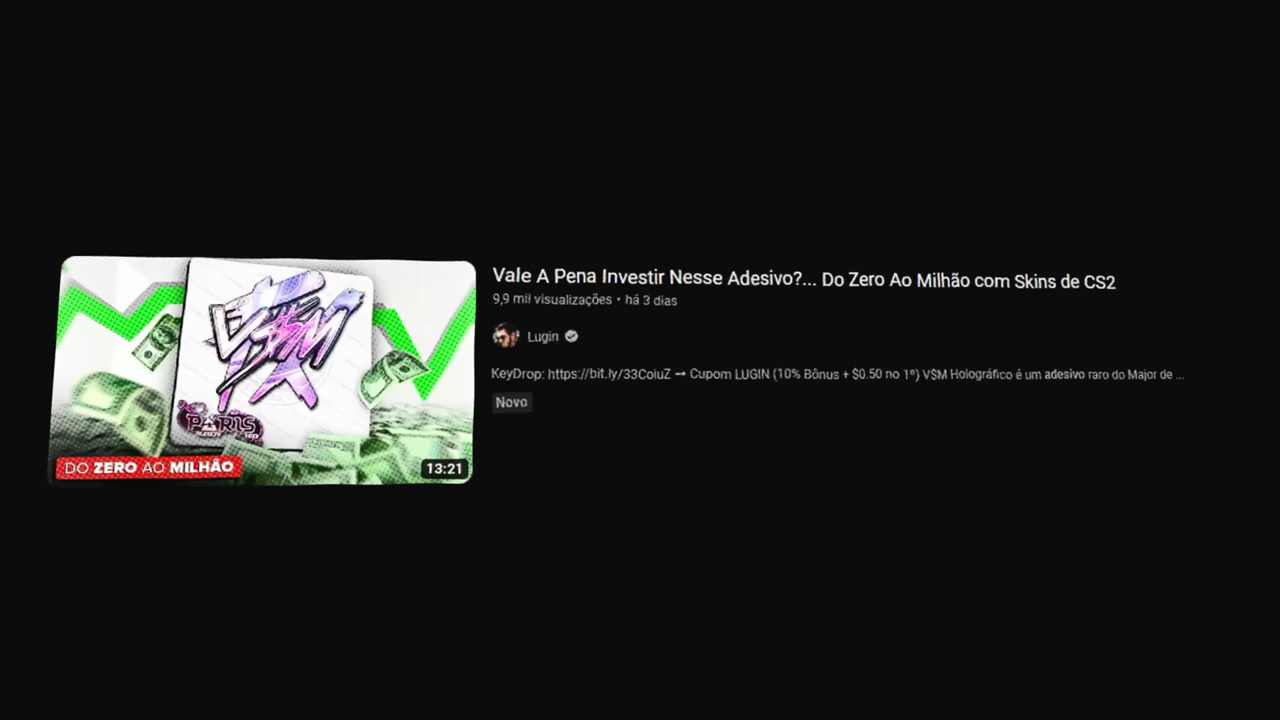 Vale A Pena Investir Nesse Adesivo?... Do Zero Ao Milhão com Skins de CS2
9,9 mil visualizações • há 3 dias
Lugin
KeyDrop: https://bit.ly/33CoiuZ ➞ Cupom LUGIN (10% Bônus + $0.50 no 1º) V$M Holográfico é um adesivo raro do Major de ...
Novo
V$M
PARIS
DO ZERO AO MILHÃO
13:21